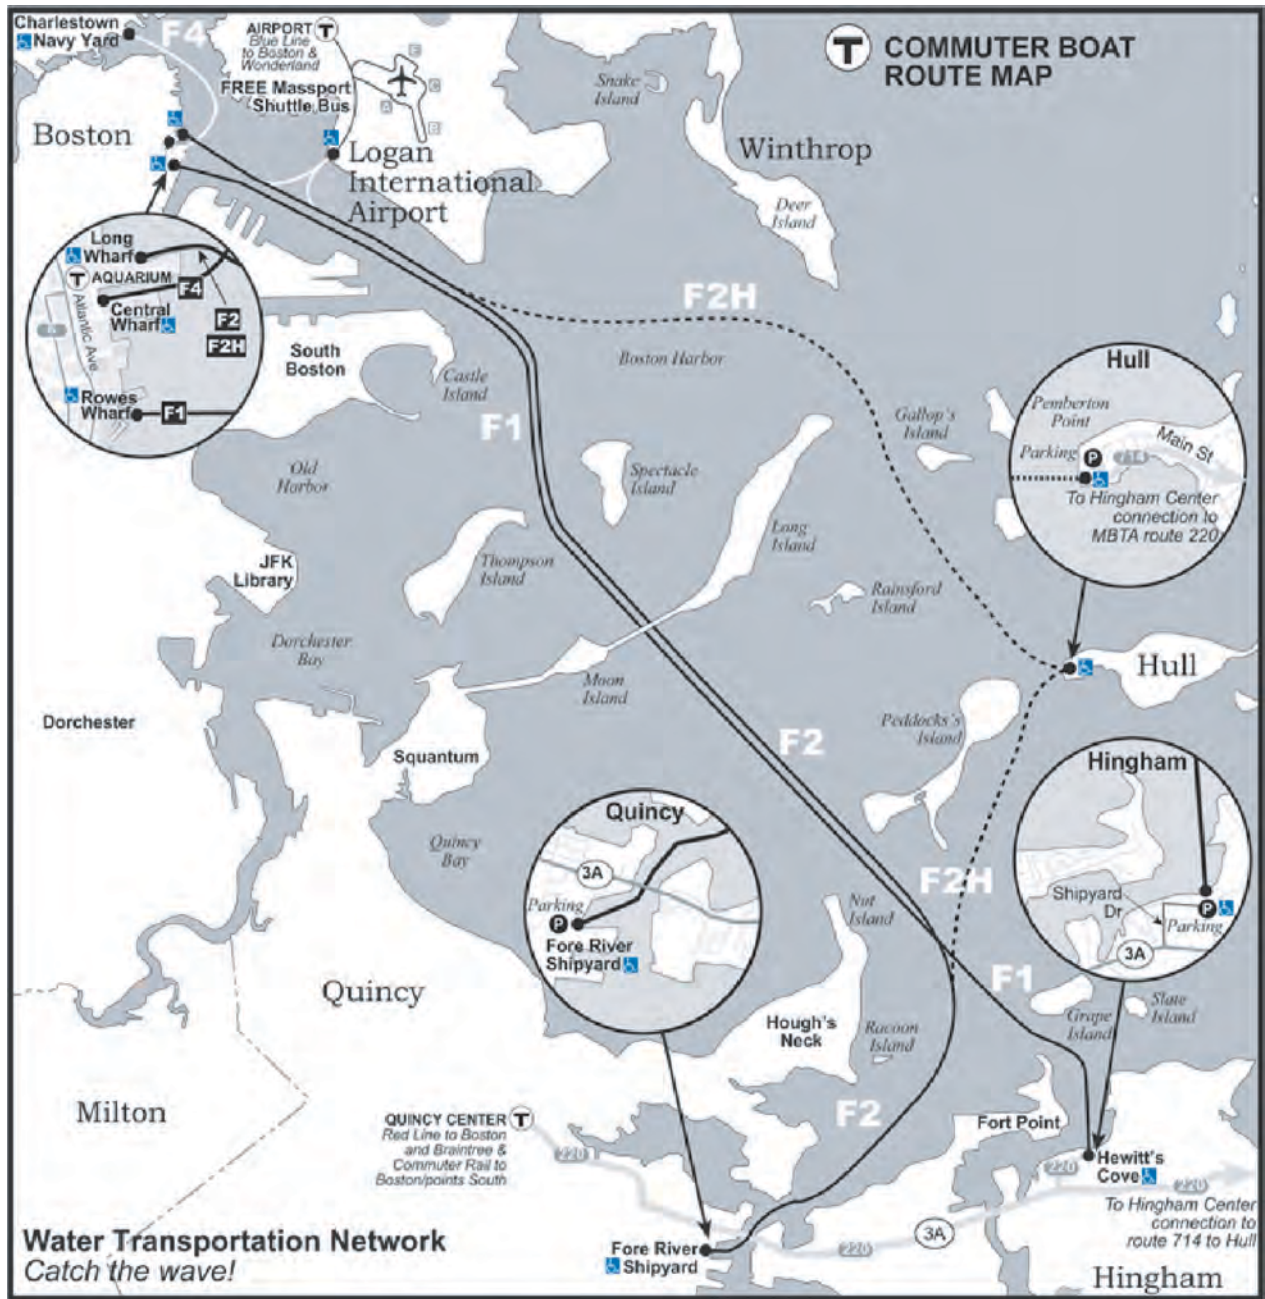 Charlestown
Navy Yard
F4
AIRPORT T
Blue Line
to Boston &
Wonderland
FREE Massport
Shuttle Bus
E
C
A
B
T COMMUTER BOAT
ROUTE MAP
Snake
Island
Boston
Logan
International
Airport
Winthrop
Deer
Island
Long
Wharf
T AQUARIUM
F4
Central
Wharf
F2
F2H
Atlantic Ave
Rowes
Wharf
F1
F2H
South
Boston
Castle
Island
Boston Harbor
F1
Gallop's
Island
Hull
Pemberton
Point
Parking
P
714
Main St
To Hingham Center
connection to
MBTA route 220
Old
Harbor
Spectacle
Island
Long
Island
JFK
Library
Thompson
Island
Rainsford
Island
Dorchester
Bay
Moon
Island
Hull
Dorchester
Squantum
Peddocks's
Island
F2
Hingham
Shipyard
Dr
P
Parking
3A
Quincy
3A
Parking
P
Fore River
Shipyard
Quincy
Bay
Nut
Island
F2H
F1
Quincy
Hough's
Neck
Racoon
Island
Grape
Island
Slate
Island
Milton
QUINCY CENTER T
Red Line to Boston
and Braintree &
Commuter Rail to
Boston/points South
220
F2
Fort Point
Hewitt's
Cove
220
220
To Hingham Center
connection to
route 714 to Hull
3A
220
Fore River
Shipyard
Hingham
Water Transportation Network
Catch the wave!